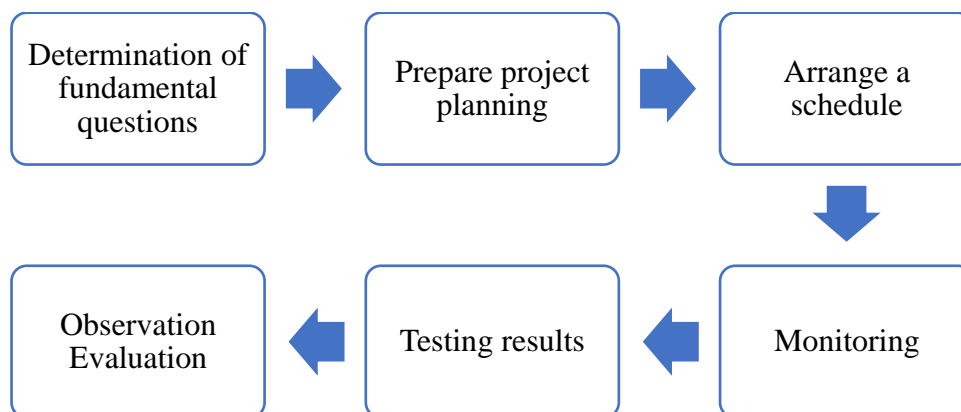 Determination of
fundamental
questions
Prepare project
planning
Arrange a
schedule
Monitoring
Testing results
Observation
Evaluation